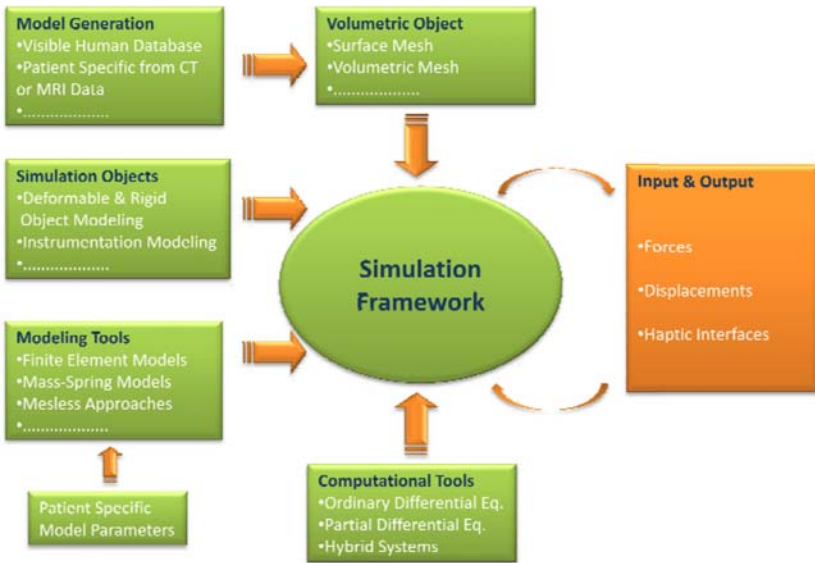 Model Generation
•Visible Human Database
•Patient Specific from CT
or MRI Data
•...................
Volumetric Object
•Surface Mesh
•Volumetric Mesh
•...................
Simulation Objects
•Deformable & Rigid
Object Modeling
•Instrumentation Modeling
•...................
Simulation
Framework
Input & Output
•Forces
•Displacements
•Haptic Interfaces
Modeling Tools
•Finite Element Models
•Mass-Spring Models
•Mesless Approaches
•...................
Patient Specific
Model Parameters
Computational Tools
•Ordinary Differential Eq.
•Partial Differential Eq.
•Hybrid Systems